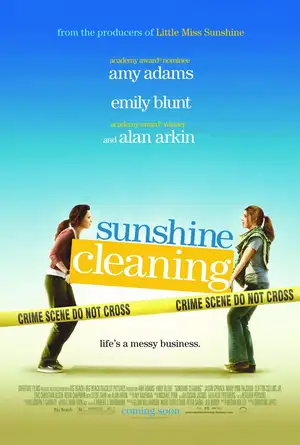 from the producers of Little Miss Sunshine
academy award® nominee
amy adams
emily blunt
academy award® winner
and alan arkin
sunshine
cleaning
CRIME SCENE DO NOT CROSS CRIME SCENE DO NOT CROSS
life's a messy business.
coming soon